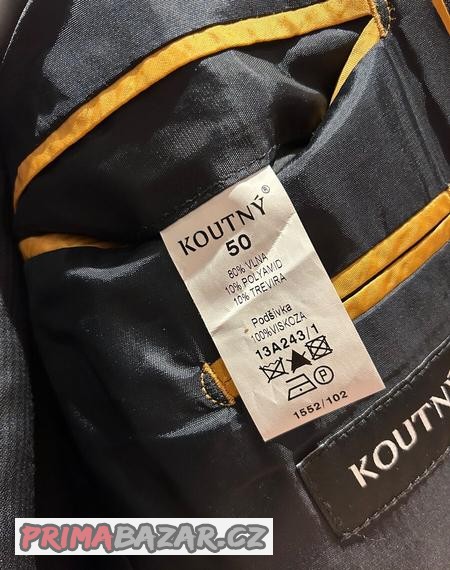 KOUTNÝ®
50
80% VLNA
10% POLYAMID
10% TREVIRA
Podšívka
100%VISKOZA
13A243/1
P
1552/102
KOUTNÝ
PRIMABAZAR.CZ